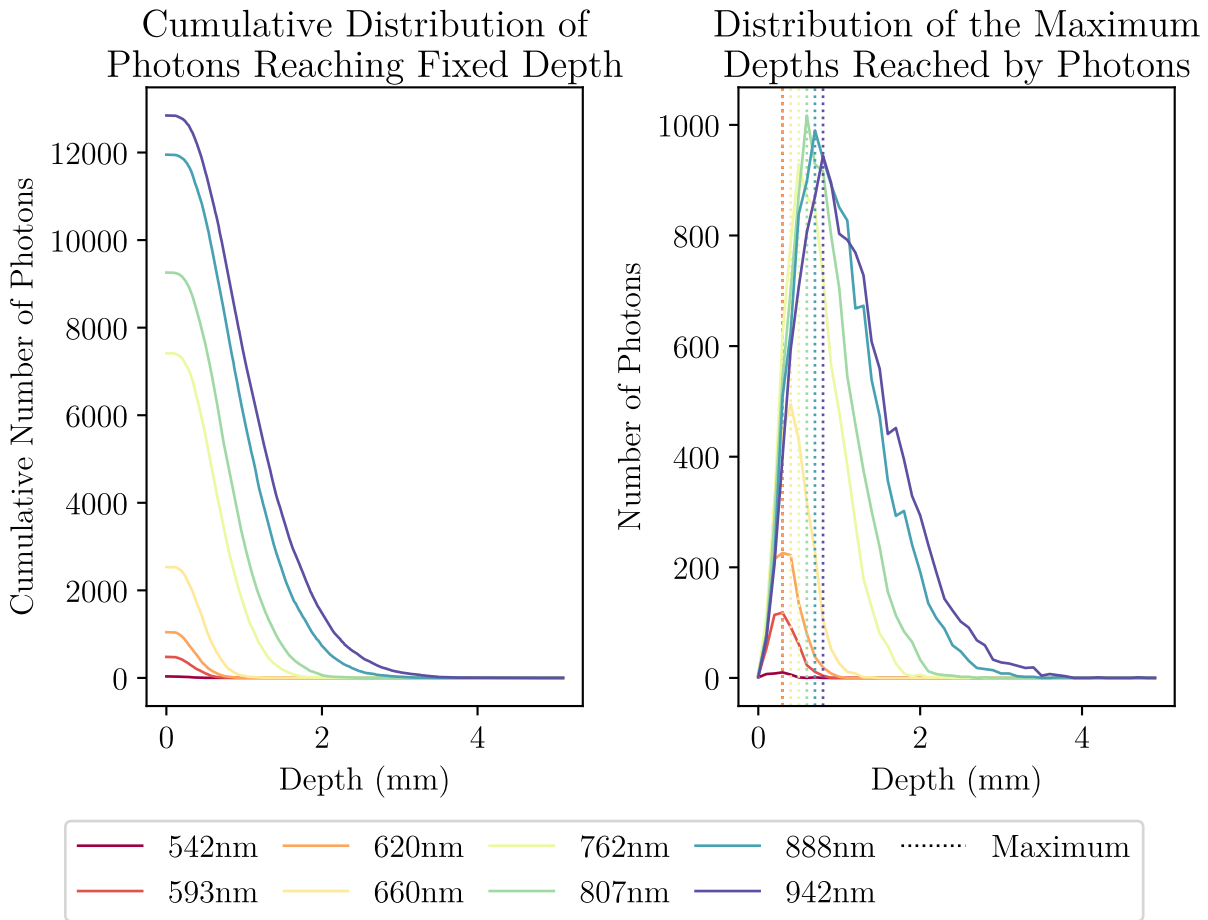 Cumulative Distribution of
Photons Reaching Fixed Depth
Cumulative Number of Photons
12000
10000
8000
6000
4000
2000
0
0 2 4
Depth (mm)
Distribution of the Maximum
Depths Reached by Photons
Number of Photons
1000
800
600
400
200
0
0 2 4
Depth (mm)
542nm 620nm 762nm 888nm Maximum
593nm 660nm 807nm 942nm